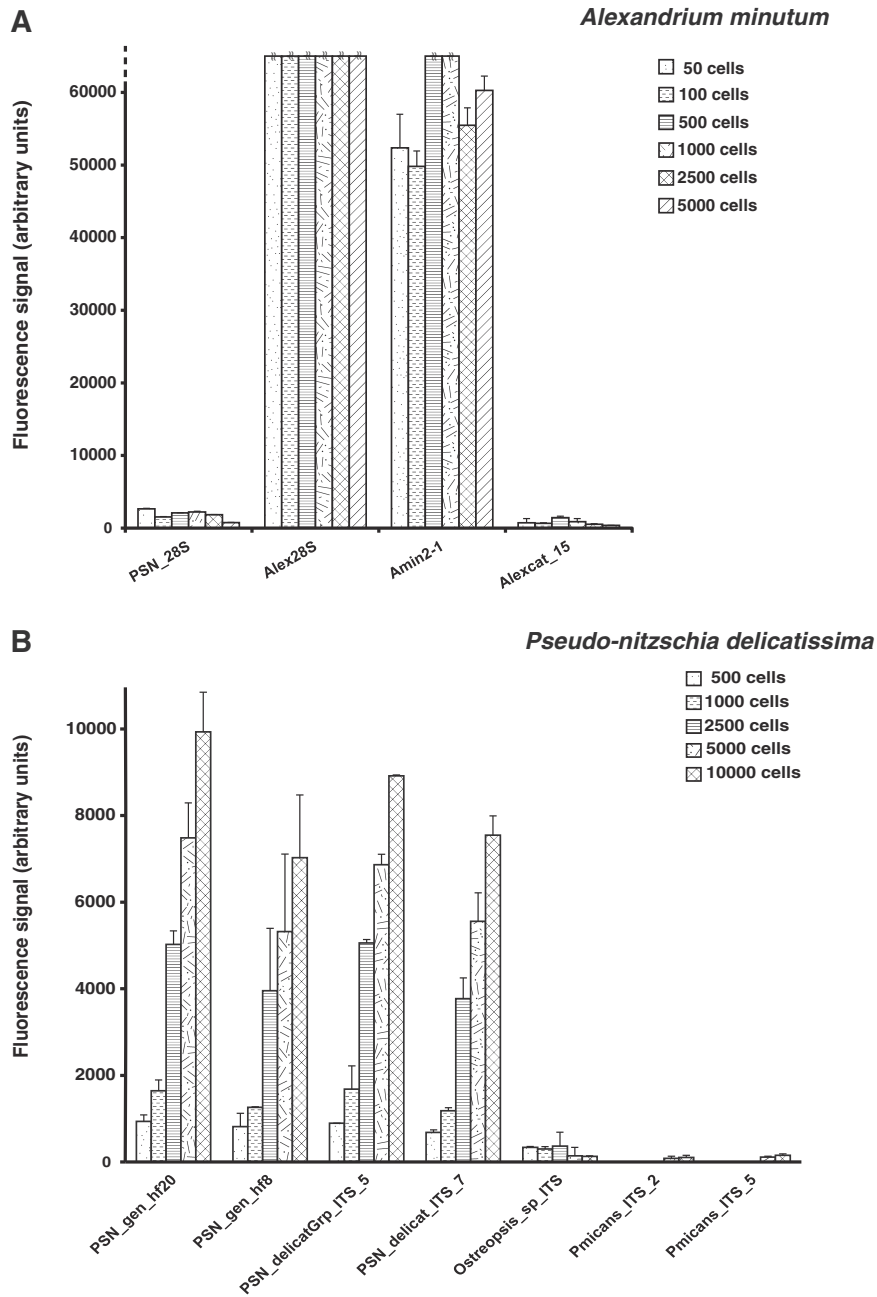 A
Alexandrium minutum
50 cells
100 cells
500 cells
1000 cells
2500 cells
5000 cells
Fluorescence signal (arbitrary units)
60000
50000
40000
30000
20000
10000
0
PSN_28S
Alex28S
Amin2-1
Alexcat_15
B
Pseudo-nitzschia delicatissima
500 cells
1000 cells
2500 cells
5000 cells
10000 cells
Fluorescence signal (arbitrary units)
10000
8000
6000
4000
2000
0
PSN_gen_hf20
PSN_gen_hf8
PSN_delicatGrp_ITS_5
PSN_delicat_ITS_7
Ostreopsis_sp_ITS
Pmicans_ITS_2
Pmicans_ITS_5